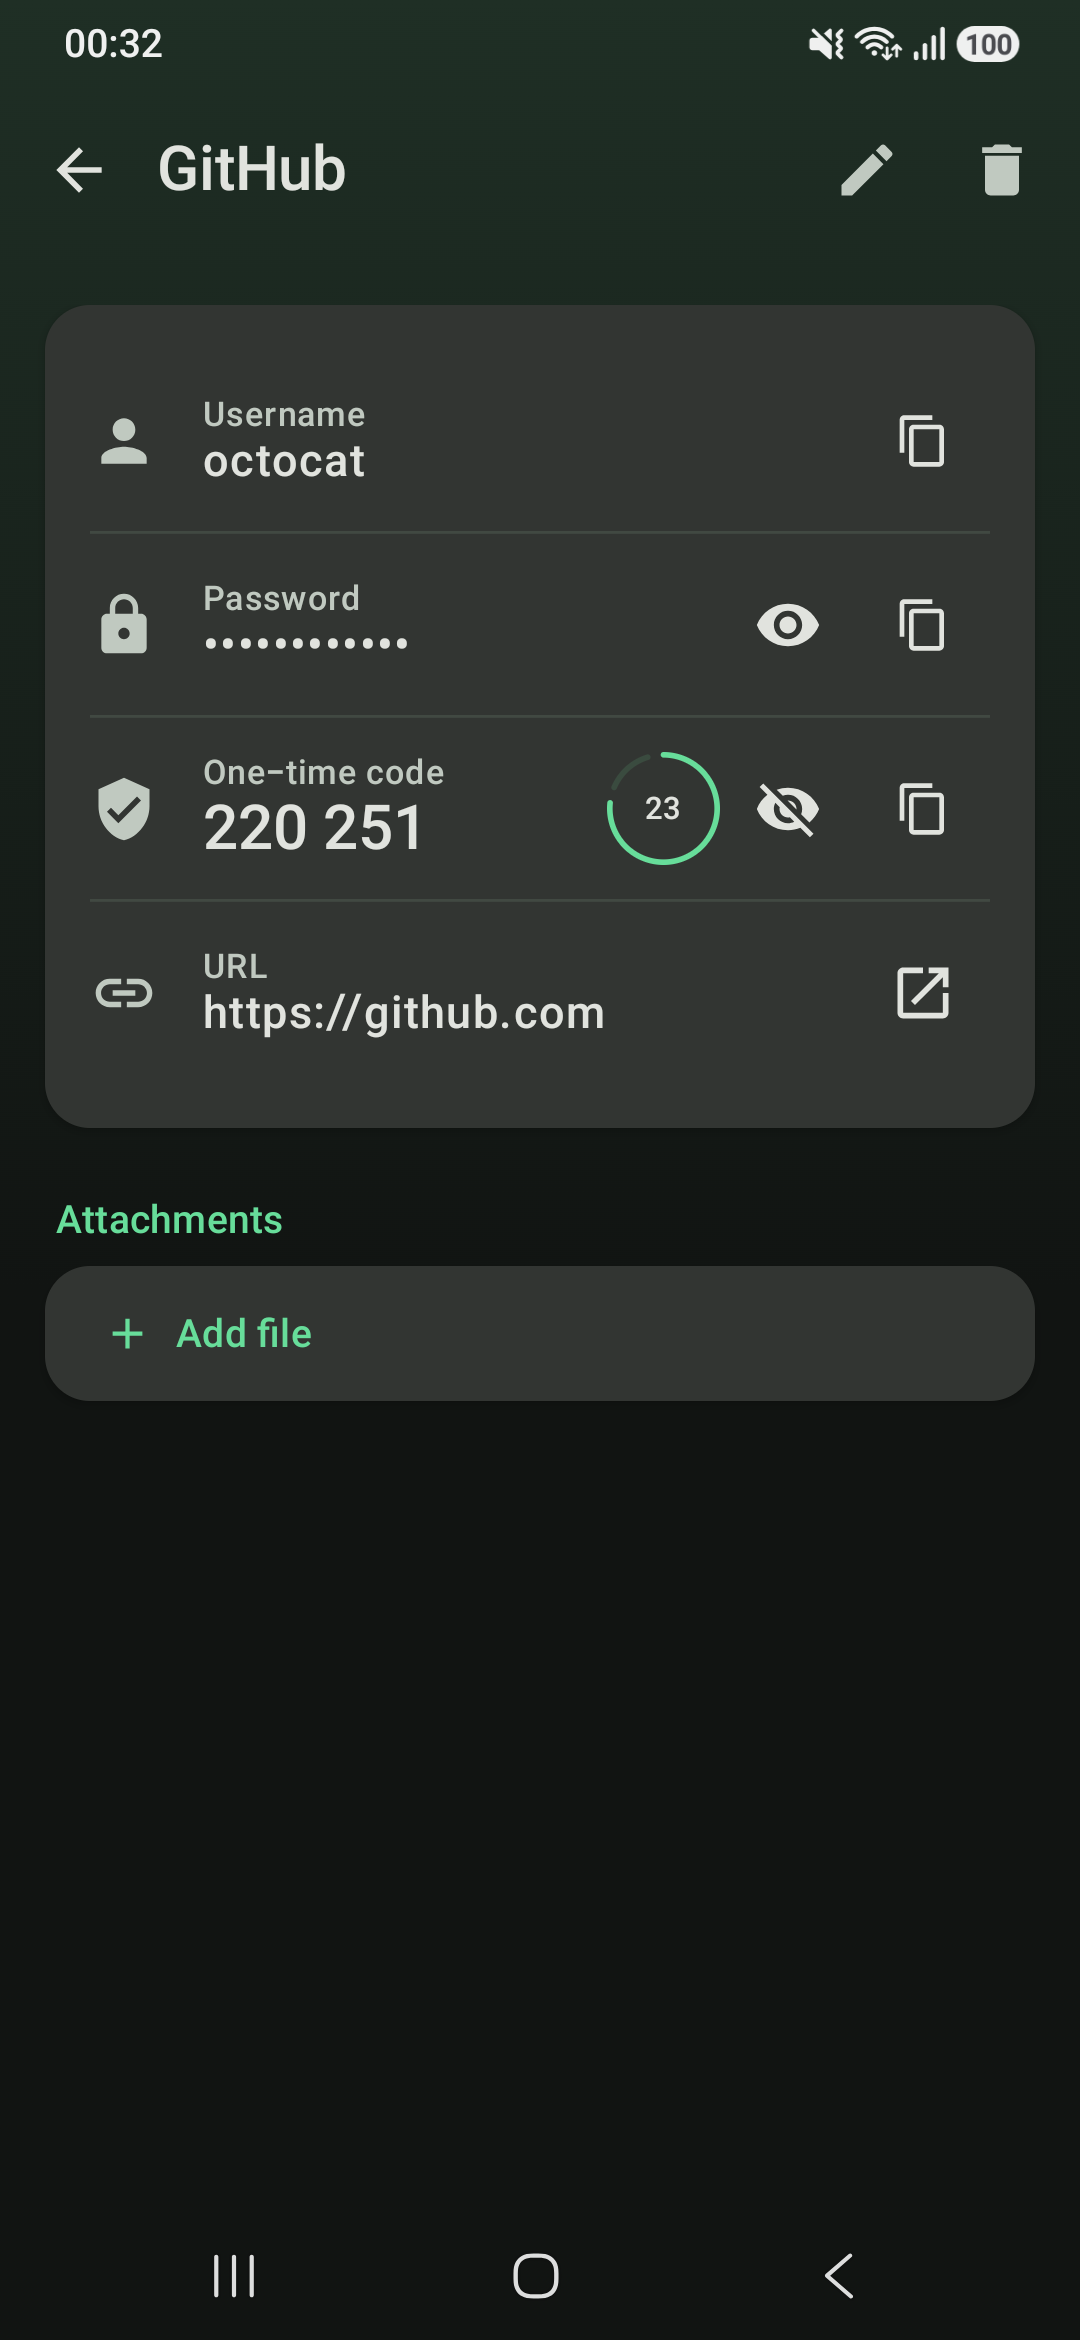 00:32
100
GitHub
Username
octocat
Password
••••••••••••
One-time code
220 251
23
URL
https://github.com
Attachments
Add file